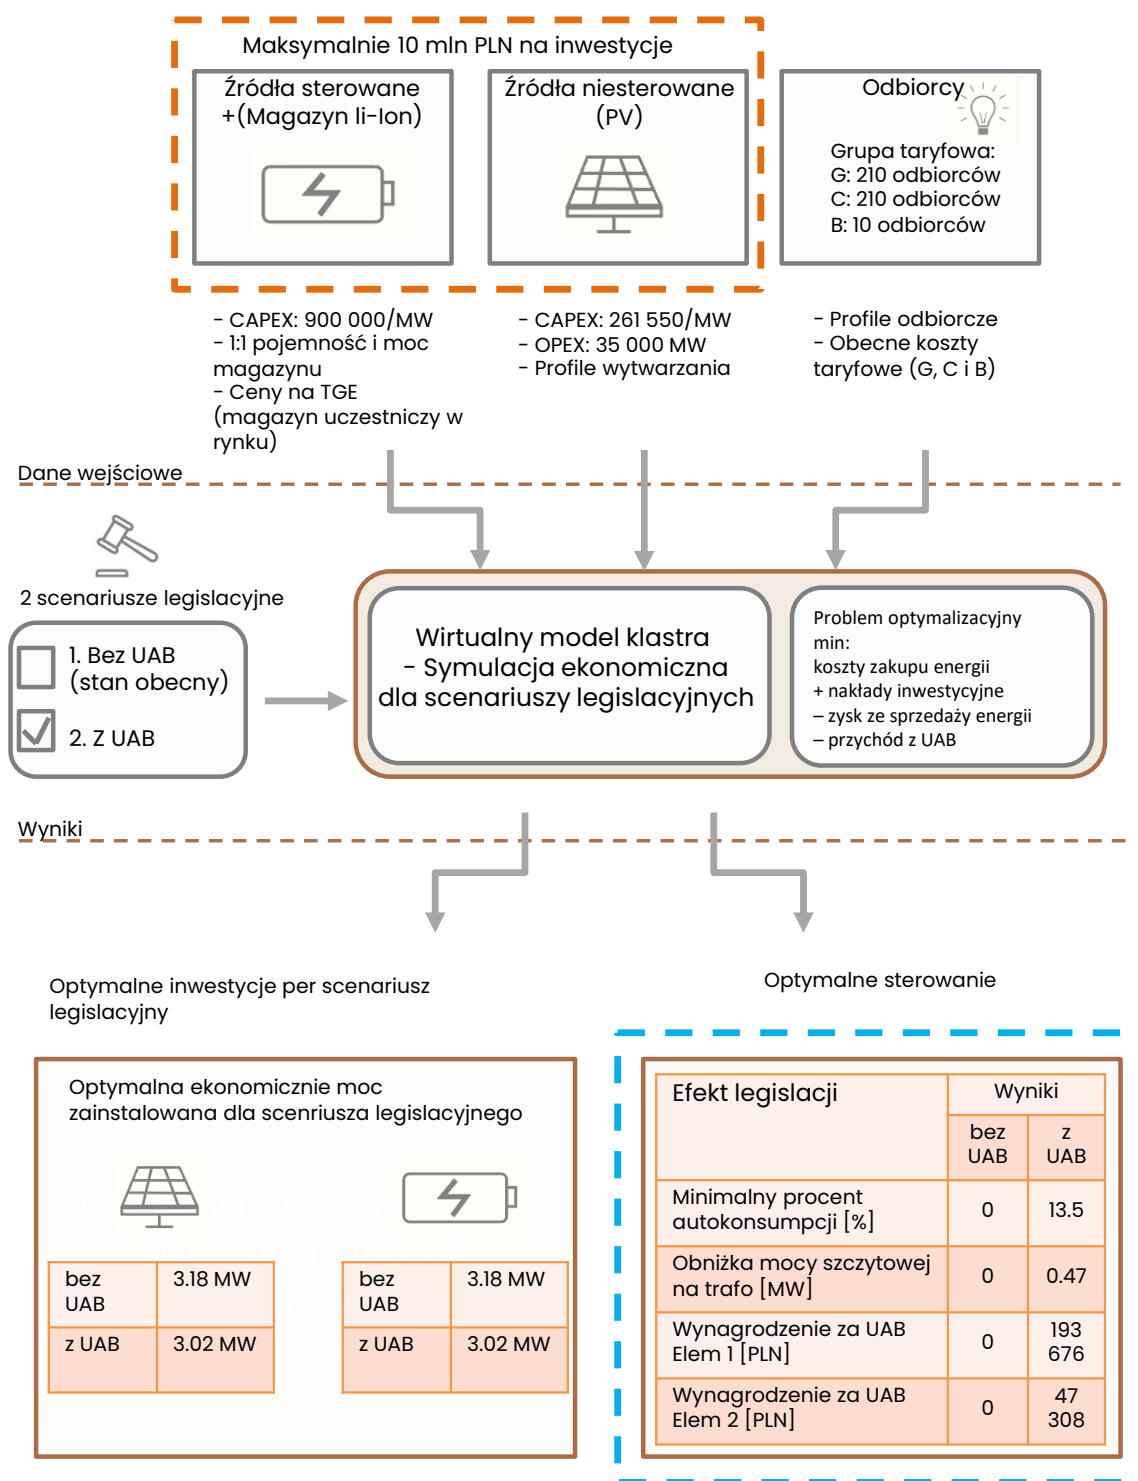 Maksymalnie 10 mln PLN na inwestycje
Źródła sterowane
+(Magazyn li-Ion)
Źródła niesterowane
(PV)
Odbiorcy
Grupa taryfowa:
G: 210 odbiorców
C: 210 odbiorców
B: 10 odbiorców
- CAPEX: 900 000/MW
- 1:1 pojemność i moc
magazynu
- Ceny na TGE
(magazyn uczestniczy w
rynku)
- CAPEX: 261 550/MW
- OPEX: 35 000 MW
- Profile wytwarzania
- Profile odbiorcze
- Obecne koszty
taryfowe (G, C i B)
Dane wejściowe
2 scenariusze legislacyjne
1. Bez UAB
(stan obecny)
2. Z UAB
Wirtualny model klastra
- Symulacja ekonomiczna
dla scenariuszy legislacyjnych
Problem optymalizacyjny
min:
koszty zakupu energii
+ nakłady inwestycyjne
– zysk ze sprzedaży energii
– przychód z UAB
Wyniki
Optymalne inwestycje per scenariusz
legislacyjny
Optymalna ekonomicznie moc
zainstalowana dla scenriusza legislacyjnego
bez
UAB
3.18 MW
z UAB
3.02 MW
bez
UAB
3.18 MW
z UAB
3.02 MW
Optymalne sterowanie
Efekt legislacji
Wyniki
bez
UAB
z
UAB
Minimalny procent
autokonsumpcji [%]
0
13.5
Obniżka mocy szczytowej
na trafo [MW]
0
0.47
Wynagrodzenie za UAB
Elem 1 [PLN]
0
193
676
Wynagrodzenie za UAB
Elem 2 [PLN]
0
47
308